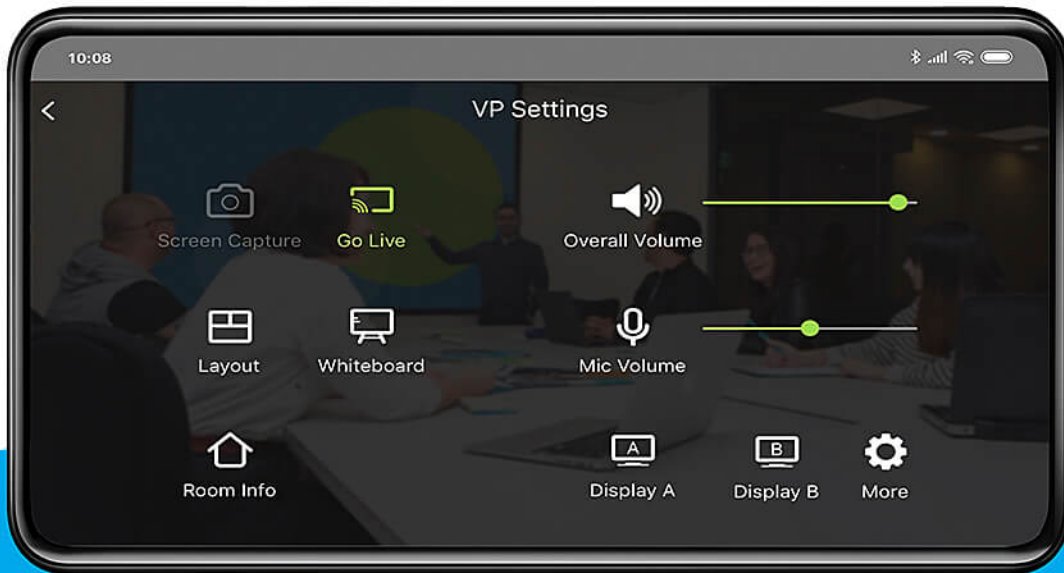 10:08
VP Settings
Screen Capture
Go Live
Overall Volume
Layout
Whiteboard
Mic Volume
Room Info
A
Display A
B
Display B
More